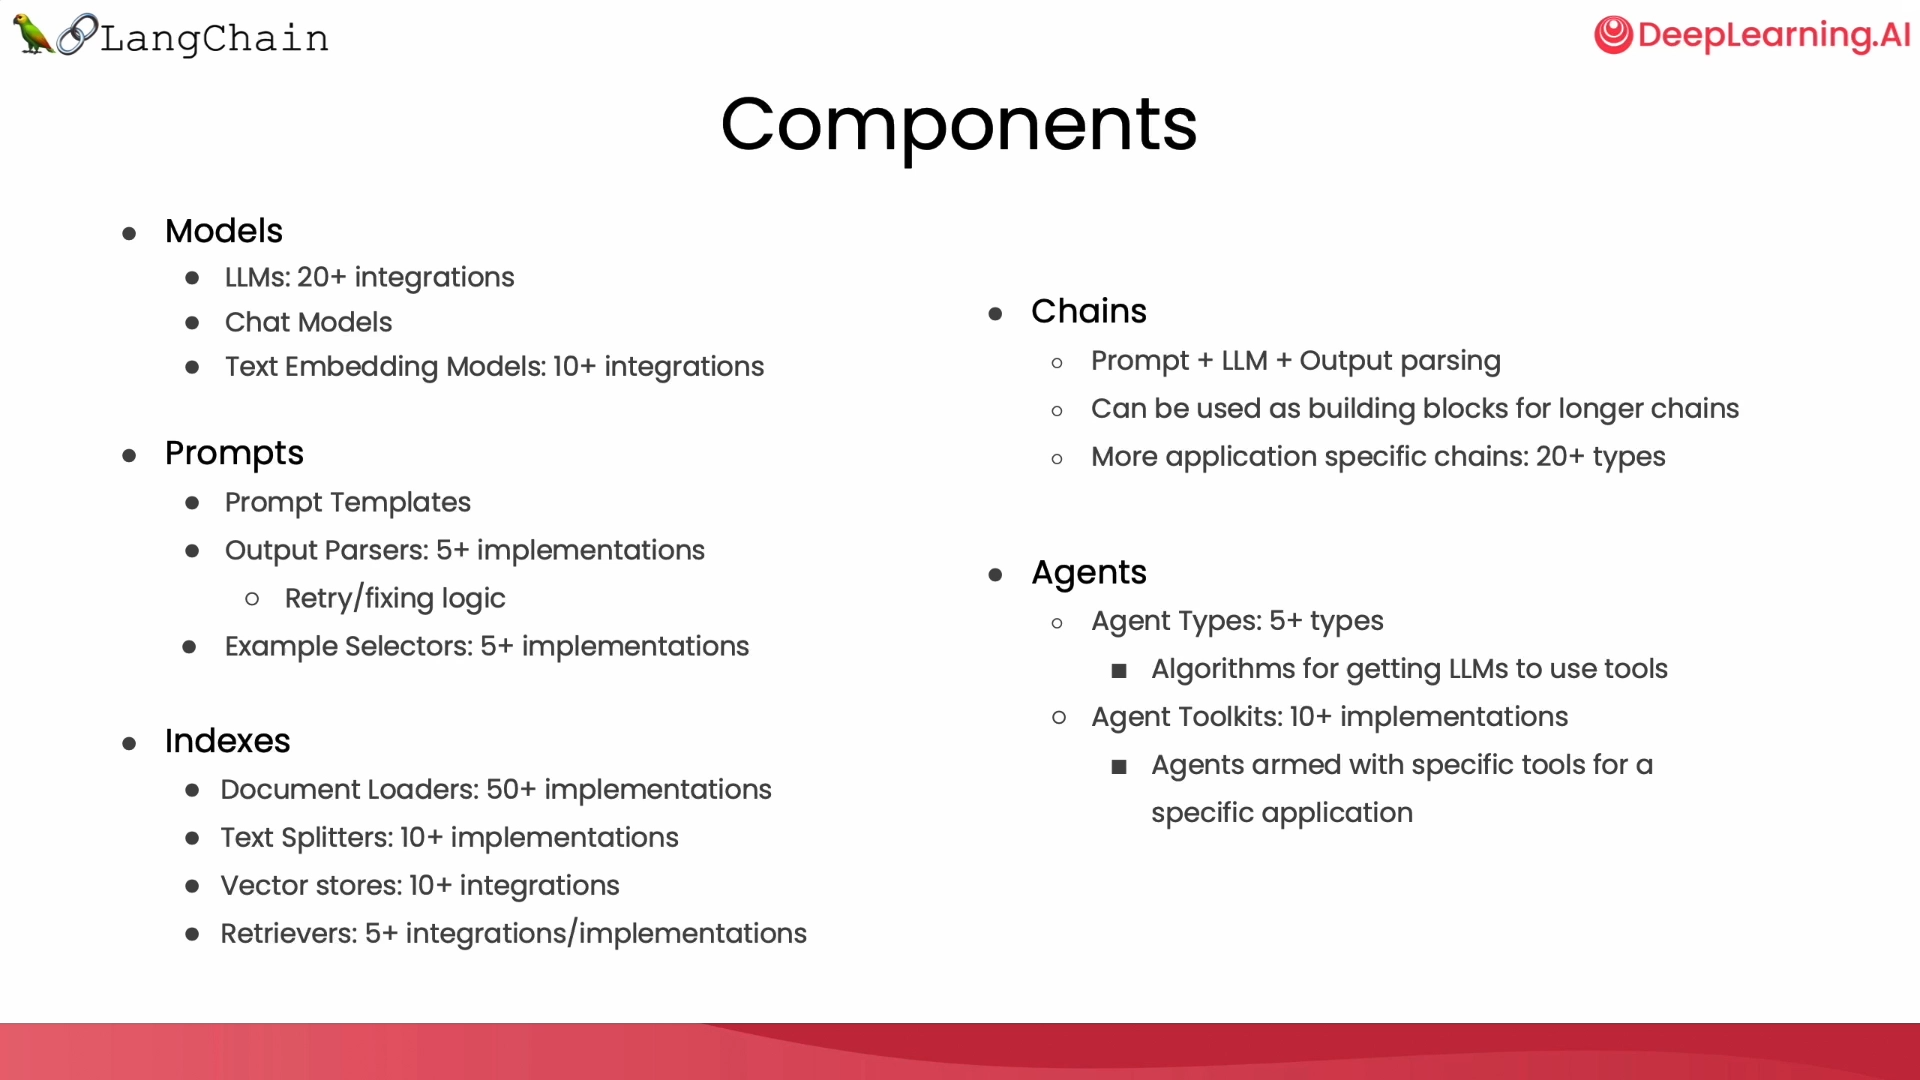 LangChain
DeepLearning.AI
Components
Models
LLMs: 20+ integrations
Chat Models
Text Embedding Models: 10+ integrations
Prompts
Prompt Templates
Output Parsers: 5+ implementations
Retry/fixing logic
Example Selectors: 5+ implementations
Indexes
Document Loaders: 50+ implementations
Text Splitters: 10+ implementations
Vector stores: 10+ integrations
Retrievers: 5+ integrations/implementations
Chains
Prompt + LLM + Output parsing
Can be used as building blocks for longer chains
More application specific chains: 20+ types
Agents
Agent Types: 5+ types
Algorithms for getting LLMs to use tools
Agent Toolkits: 10+ implementations
Agents armed with specific tools for a
specific application